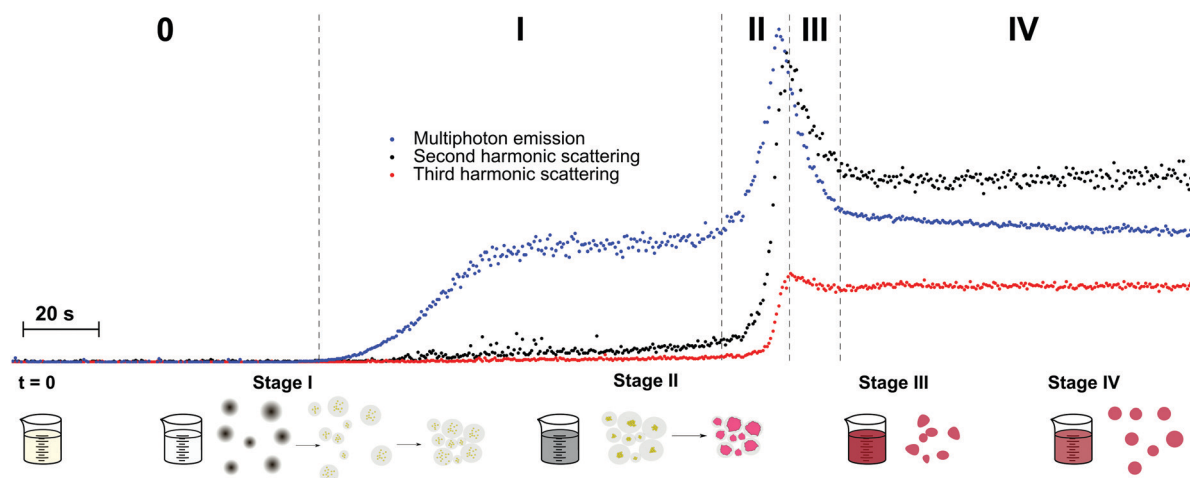 0 I II III IV
Multiphoton emission
Second harmonic scattering
Third harmonic scattering
20 s
t = 0 Stage I Stage II Stage III Stage IV